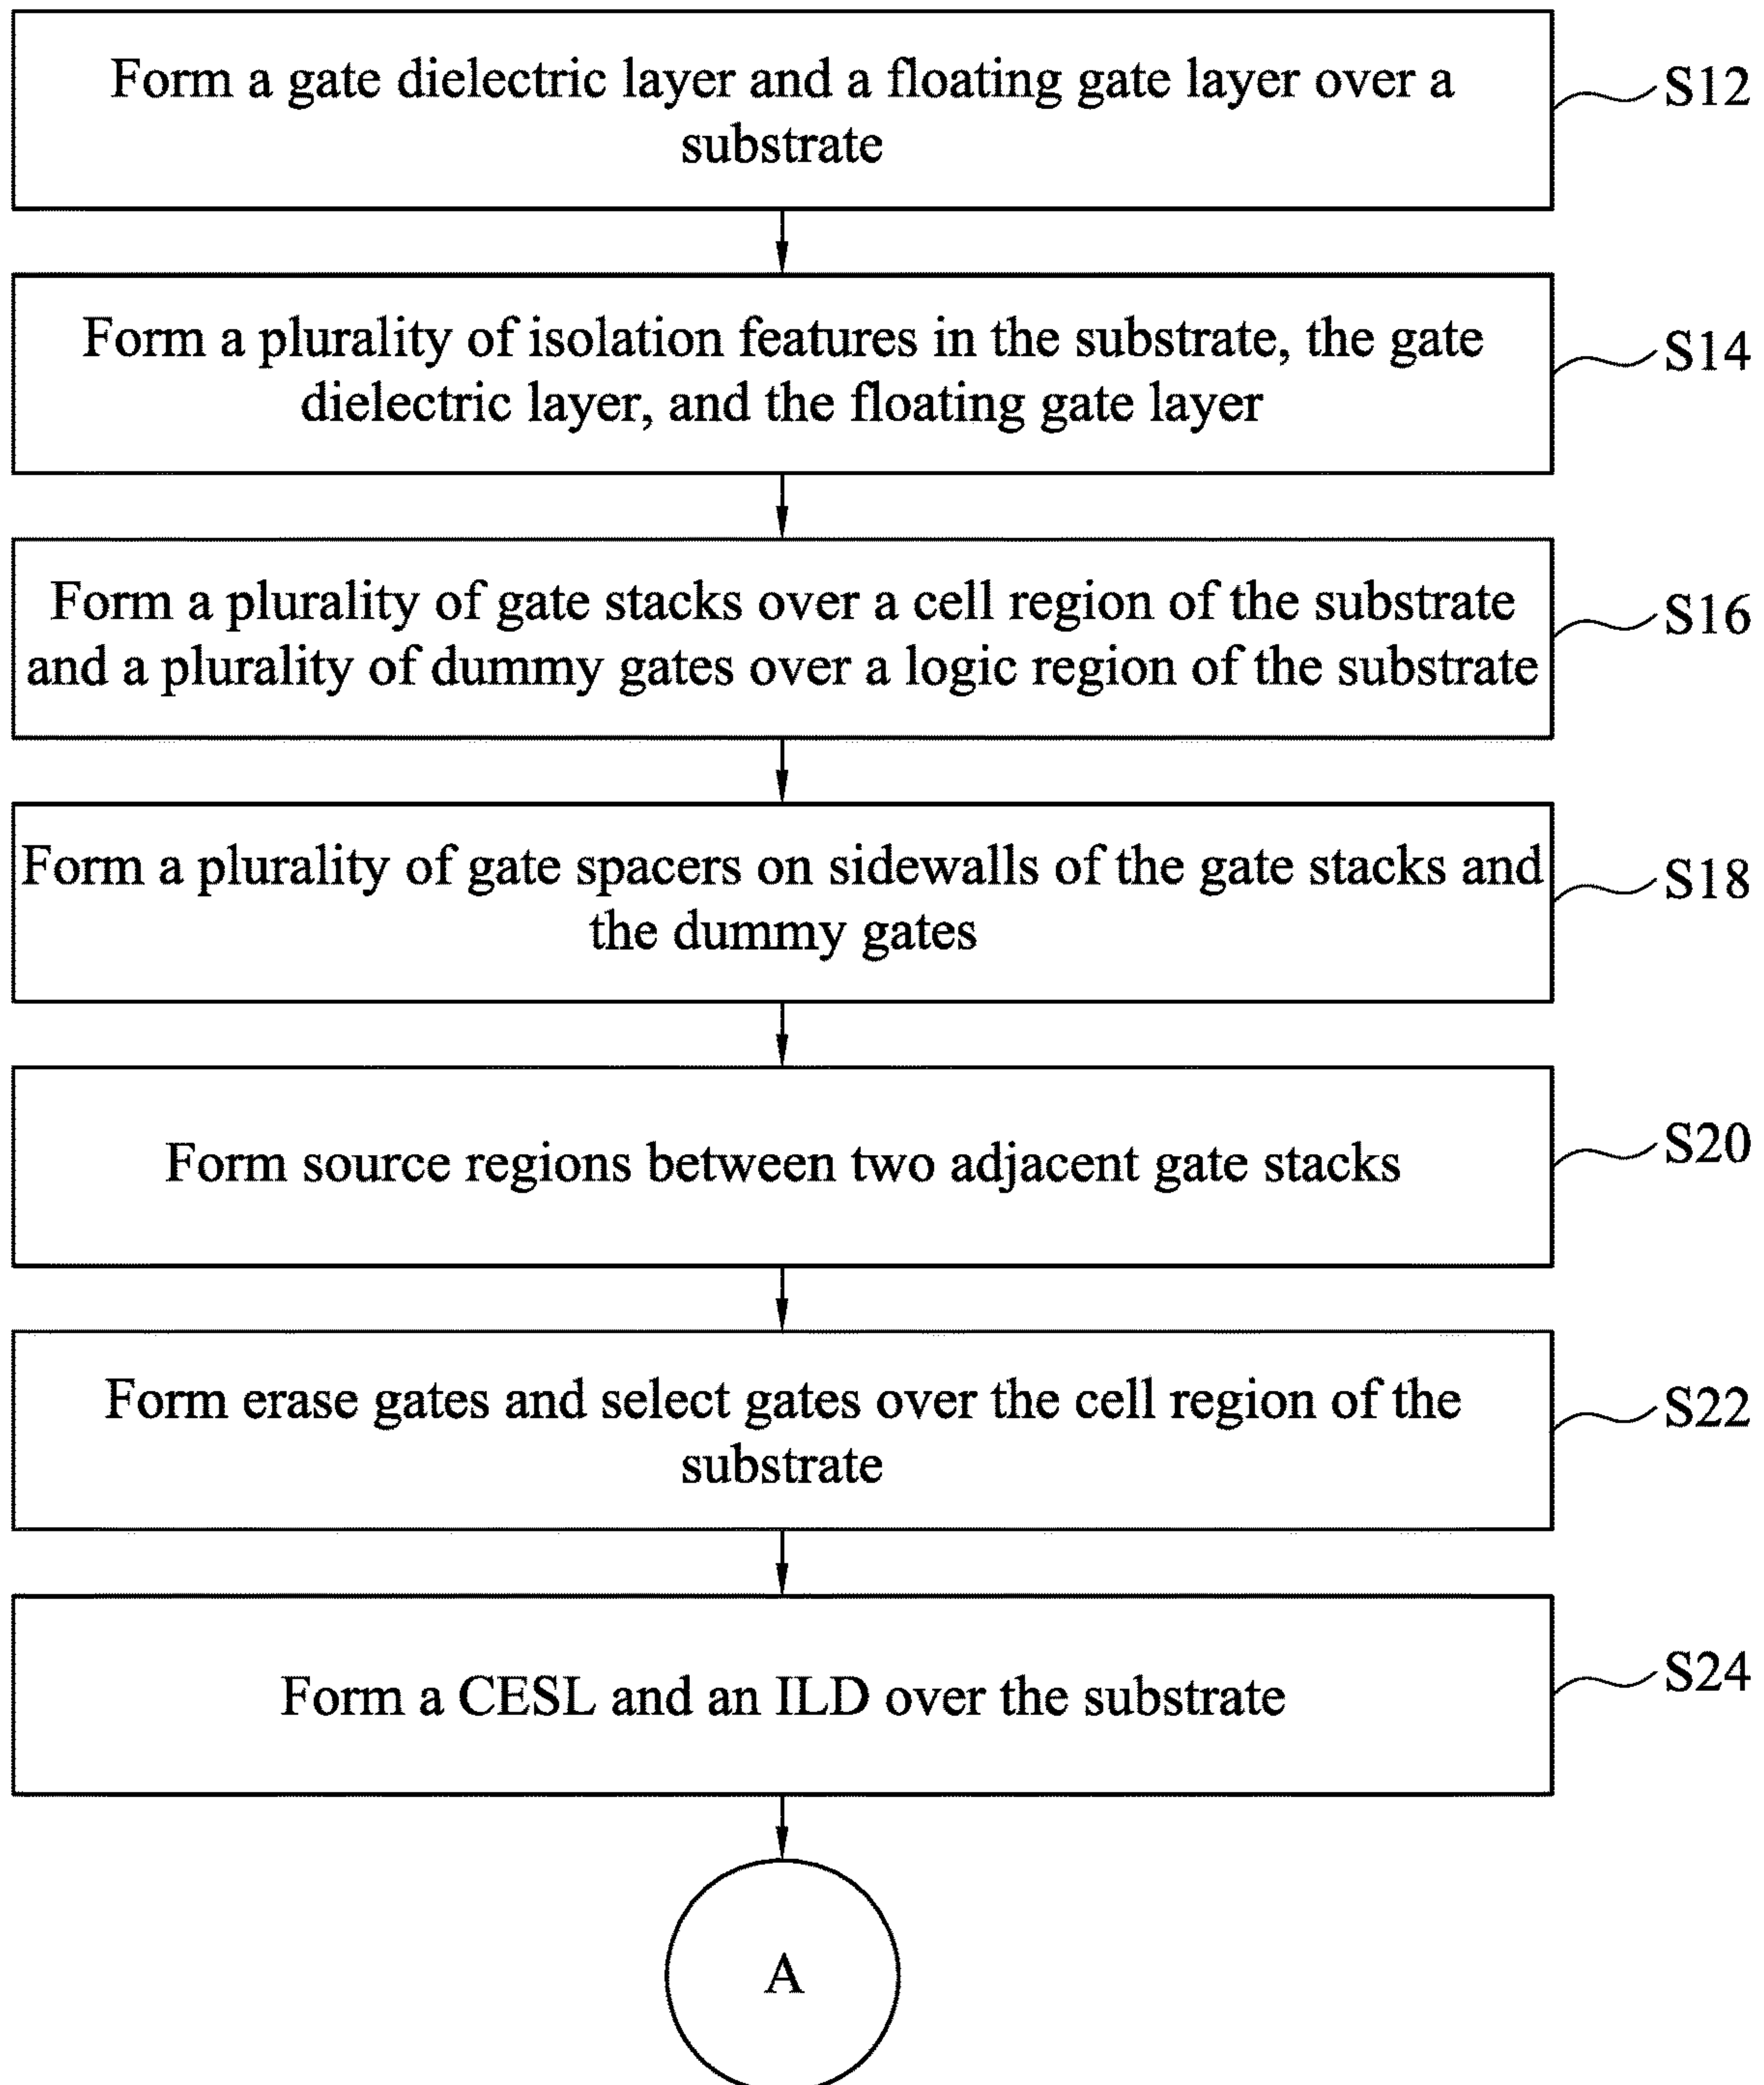 Form a gate dielectric layer and a floating gate layer over a
substrate
S12
Form a plurality of isolation features in the substrate, the gate
dielectric layer, and the floating gate layer
S14
Form a plurality of gate stacks over a cell region of the substrate
and a plurality of dummy gates over a logic region of the substrate
S16
Form a plurality of gate spacers on sidewalls of the gate stacks and
the dummy gates
S18
Form source regions between two adjacent gate stacks
S20
Form erase gates and select gates over the cell region of the
substrate
S22
Form a CESL and an ILD over the substrate
S24
A